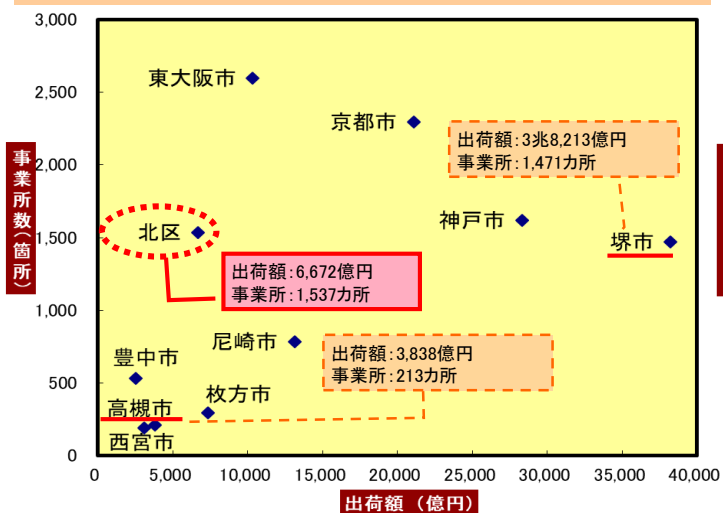 3,000
2,500
2,000
1,500
1,000
500
0
事業所数(箇所)
東大阪市
京都市
出荷額:3兆8,213億円
事業所:1,471カ所
神戸市
堺市
北区
出荷額:6,672億円
事業所:1,537カ所
尼崎市
出荷額:3,838億円
事業所:213カ所
豊中市
枚方市
高槻市
西宮市
0
5,000
10,000
15,000
20,000
25,000
30,000
35,000
40,000
出荷額(億円)